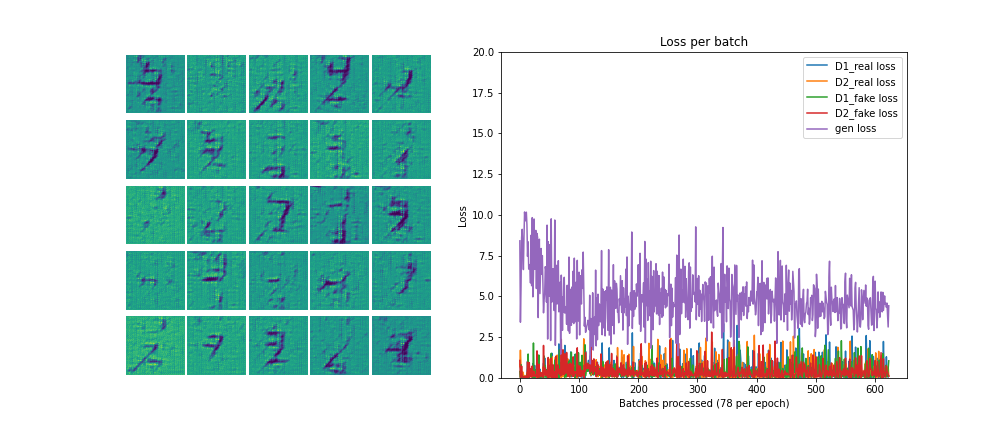 Loss per batch
20.0
17.5
15.0
12.5
10.0
7.5
5.0
2.5
0.0
Loss
D1_real loss
D2_real loss
D1_fake loss
D2_fake loss
gen loss
0 100 200 300 400 500 600
Batches processed (78 per epoch)